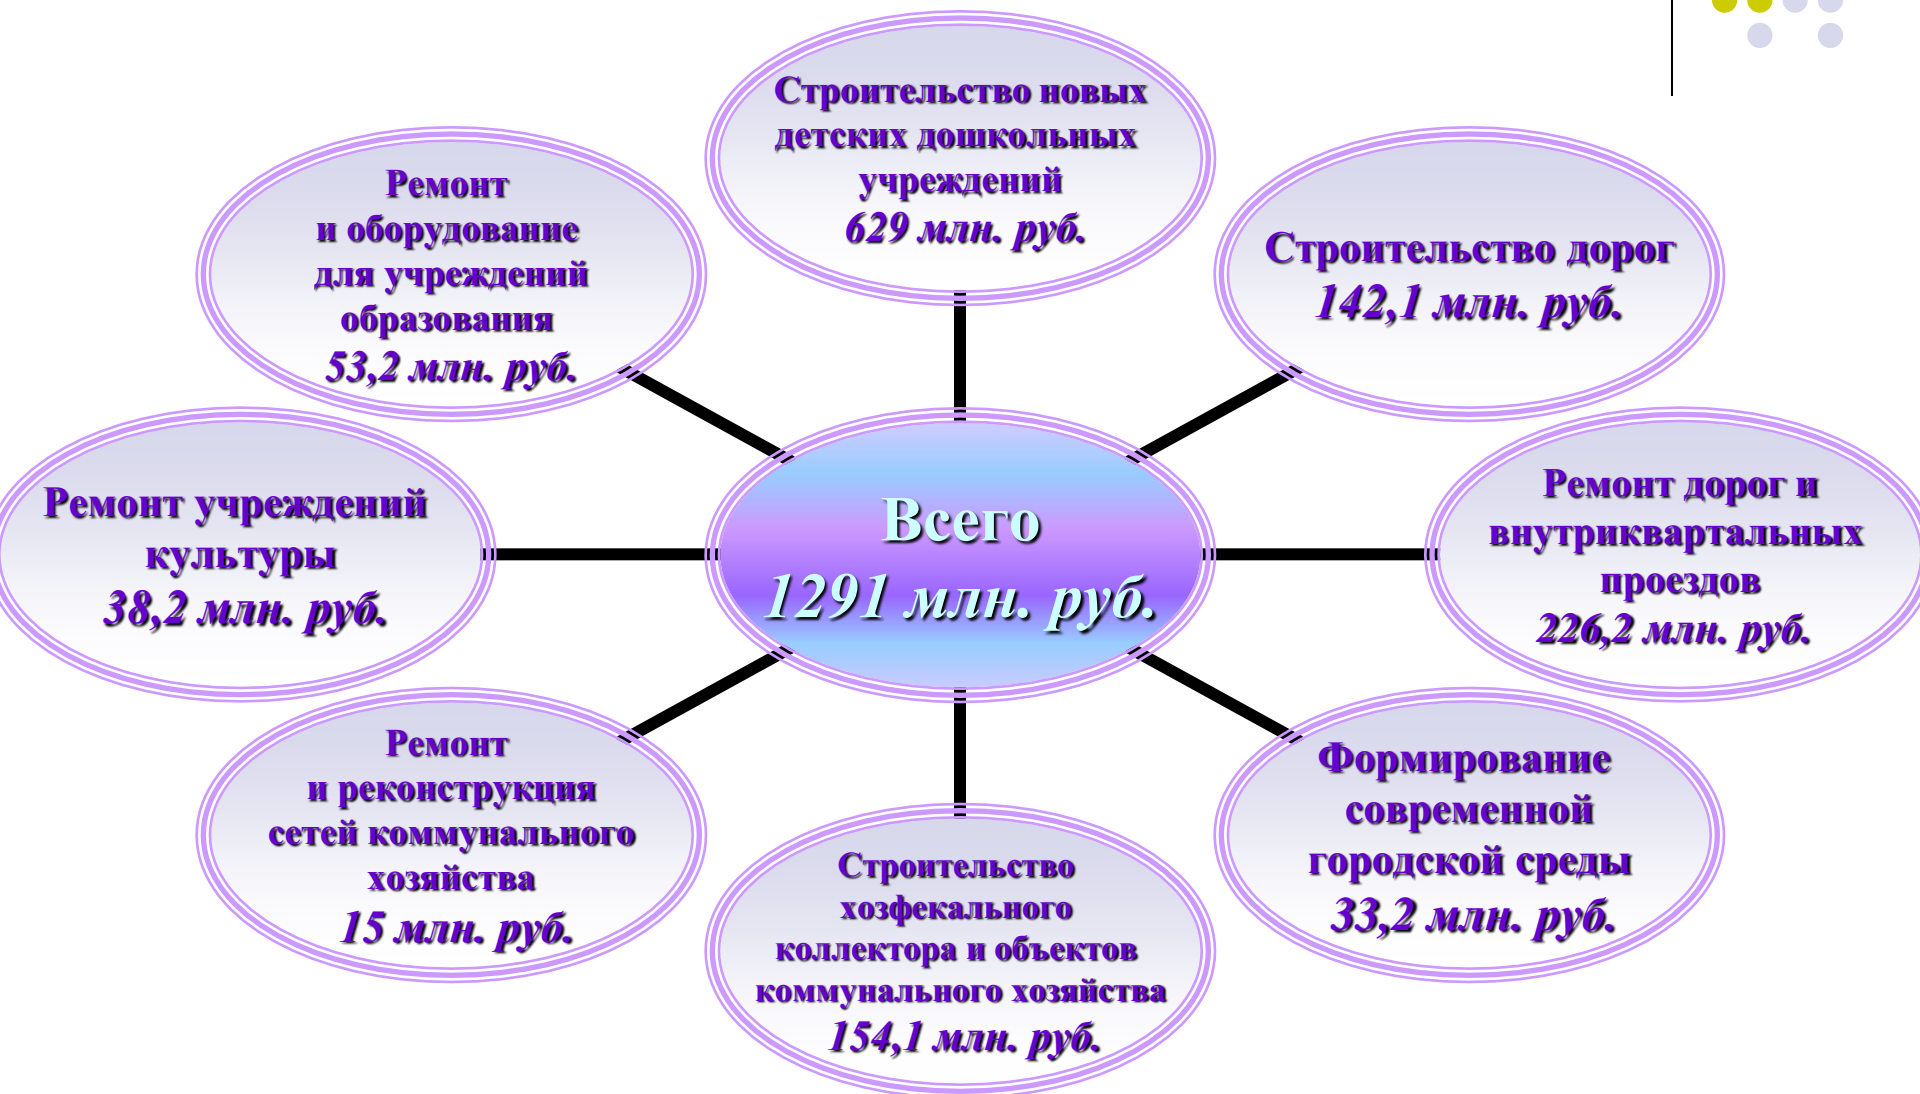 Строительство новых
детских дошкольных
учреждений
629 млн. руб.
Ремонт
и оборудование
для учреждений
образования
53,2 млн. руб.
Строительство дорог
142,1 млн. руб.
Ремонт учреждений
культуры
38,2 млн. руб.
Всего
1291 млн. руб.
Ремонт дорог и
внутриквартальных
проездов
226,2 млн. руб.
Ремонт
и реконструкция
сетей коммунального
хозяйства
15 млн. руб.
Строительство
хозфекального
коллектора и объектов
коммунального хозяйства
154,1 млн. руб.
Формирование
современной
городской среды
33,2 млн. руб.